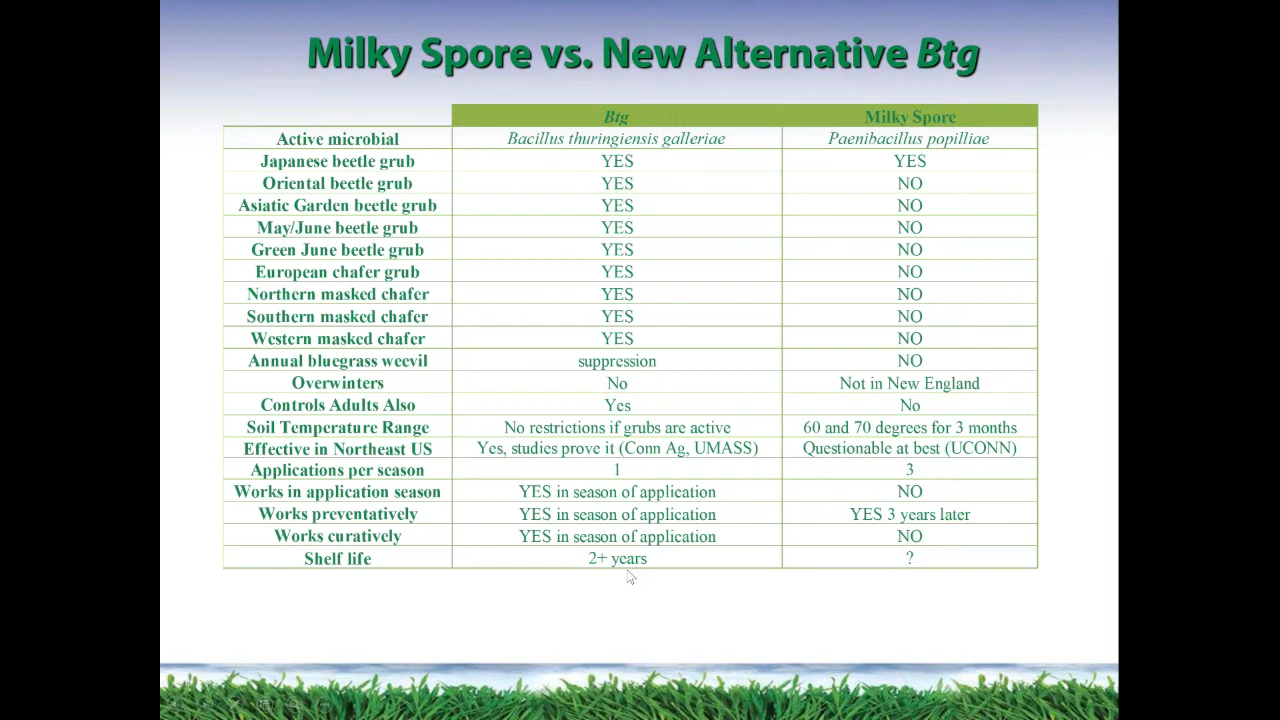 Milky Spore vs. New Alternative Btg
Btg Milky Spore
Active microbial Bacillus thuringiensis galleriae Paenibacillus popilliae
Japanese beetle grub YES YES
Oriental beetle grub YES NO
Asiatic Garden beetle grub YES NO
May/June beetle grub YES NO
Green June beetle grub YES NO
European chafer grub YES NO
Northern masked chafer YES NO
Southern masked chafer YES NO
Western masked chafer YES NO
Annual bluegrass weevil suppression NO
Overwinters No Not in New England
Controls Adults Also Yes No
Soil Temperature Range No restrictions if grubs are active 60 and 70 degrees for 3 months
Effective in Northeast US Yes, studies prove it (Conn Ag, UMASS) Questionable at best (UCONN)
Applications per season 1 3
Works in application season YES in season of application NO
Works preventatively YES in season of application YES 3 years later
Works curatively YES in season of application NO
Shelf life 2+ years ?